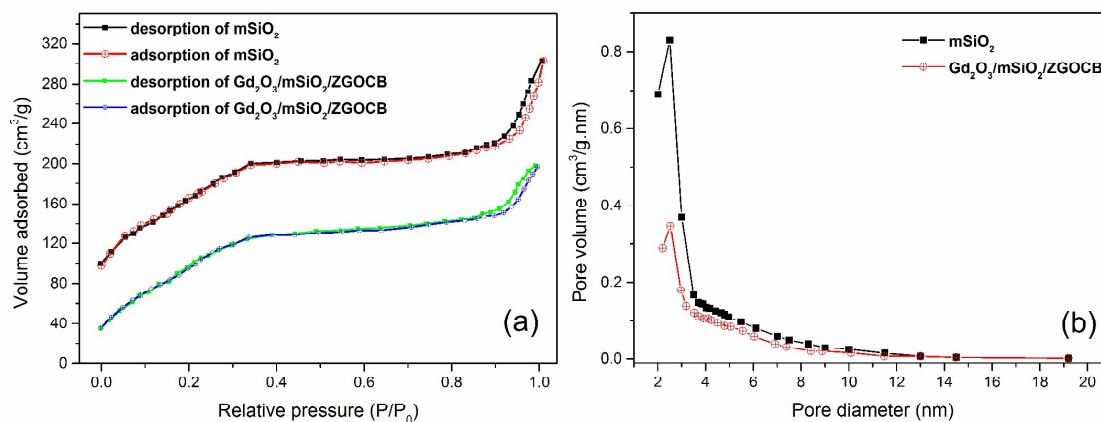 320
280
240
200
160
120
80
40
0
Volume adsorbed (cm³/g)
desorption of mSiO₂
adsorption of mSiO₂
desorption of Gd₂O₃/mSiO₂/ZGOCB
adsorption of Gd₂O₃/mSiO₂/ZGOCB
(a)
0.0 0.2 0.4 0.6 0.8 1.0
Relative pressure (P/P₀)
0.8
0.6
0.4
0.2
0.0
Pore volume (cm³/g.nm)
mSiO₂
Gd₂O₃/mSiO₂/ZGOCB
(b)
2 4 6 8 10 12 14 16 18 20
Pore diameter (nm)